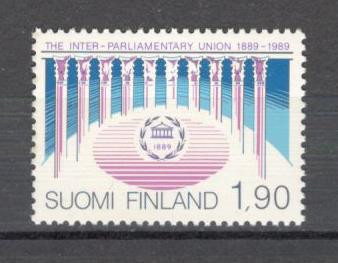 THE INTER-PARLIAMENTARY UNION 1889-1989
1889
SUOMI FINLAND 1,90